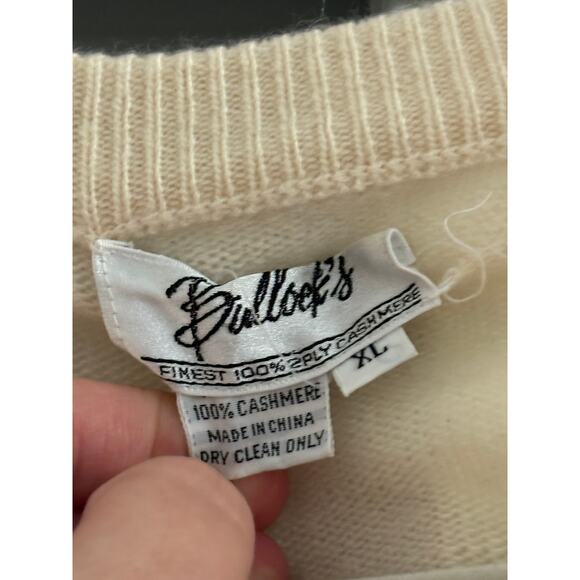 Bullock's
FINEST 100% 2PLY CASHMERE
XL
100% CASHMERE
MADE IN CHINA
DRY CLEAN ONLY